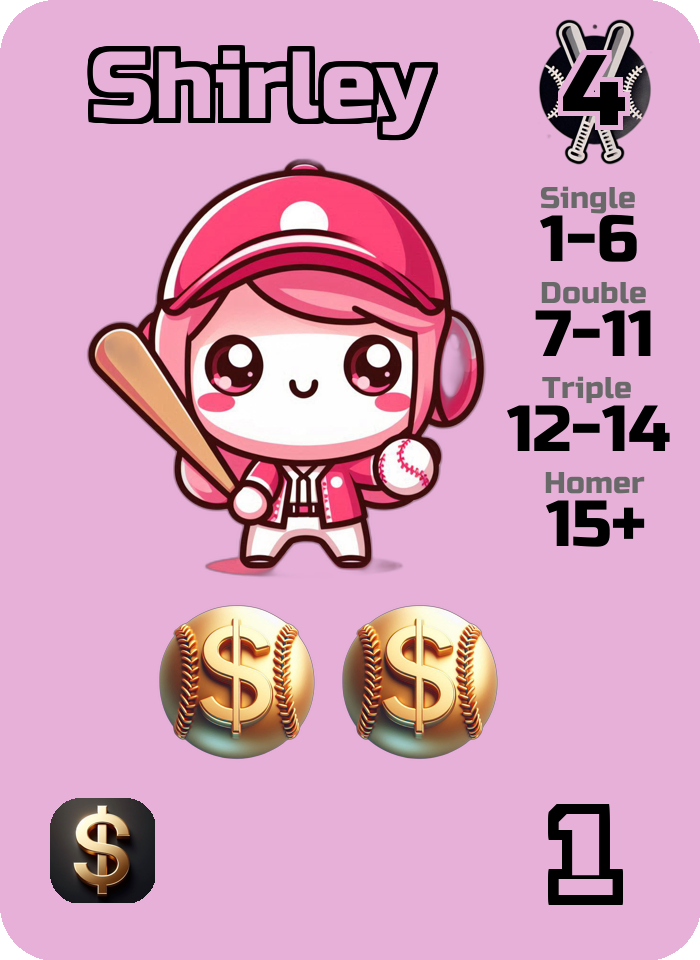 Shirley
4
Single
1-6
Double
7-11
Triple
12-14
Homer
15+
$ $
$
1